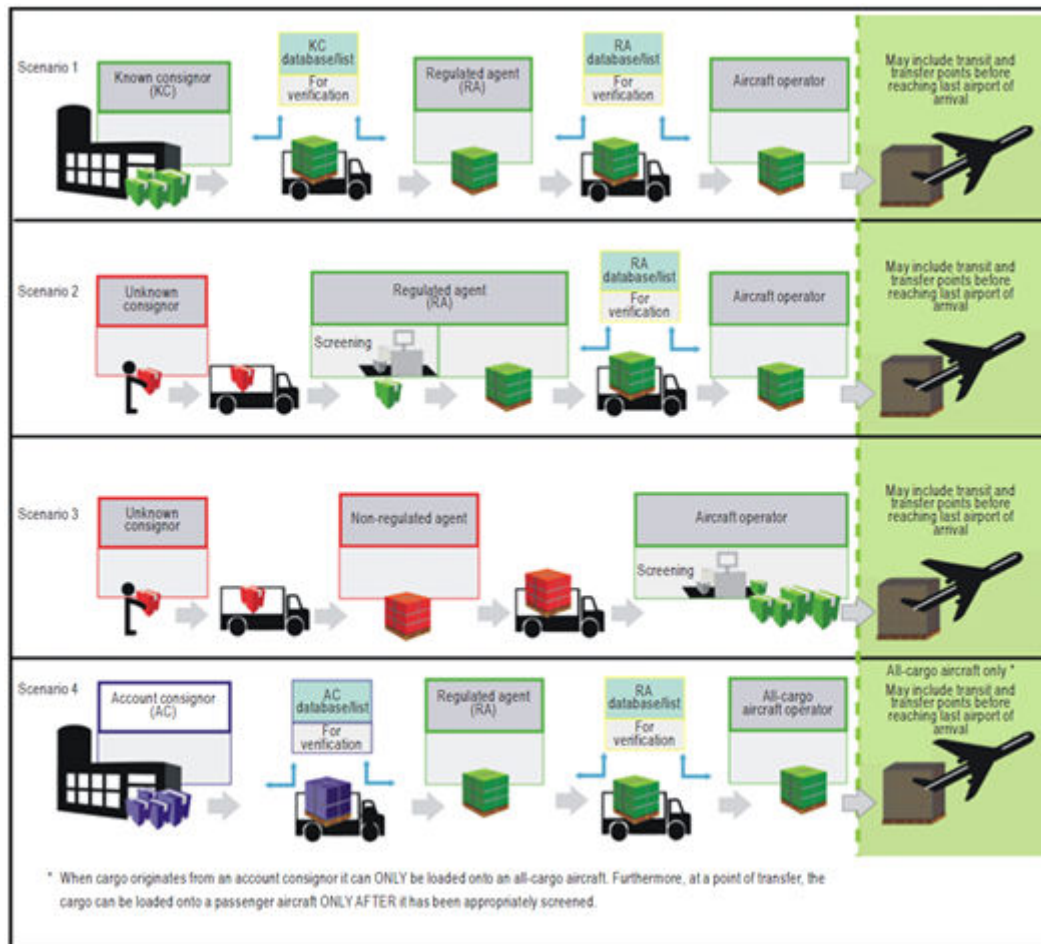 Scenario 1
Known consignor
(KC)
KC
database/list
For
verification
Regulated agent
(RA)
RA
database/list
For
verification
Aircraft operator
May include transit and
transfer points before
reaching last airport of
arrival
Scenario 2
Unknown
consignor
Regulated agent
(RA)
Screening
RA
database/list
For
verification
Aircraft operator
May include transit and
transfer points before
reaching last airport of
arrival
Scenario 3
Unknown
consignor
Non-regulated agent
Aircraft operator
Screening
May include transit and
transfer points before
reaching last airport of
arrival
Scenario 4
Account consignor
(AC)
AC
database/list
For
verification
Regulated agent
(RA)
RA
database/list
For
verification
All-cargo
aircraft operator
All-cargo aircraft only *
May include transit and
transfer points before
reaching last airport of
arrival
* When cargo originates from an account consignor it can ONLY be loaded onto an all-cargo aircraft. Furthermore, at a point of transfer, the
cargo can be loaded onto a passenger aircraft ONLY AFTER it has been appropriately screened.